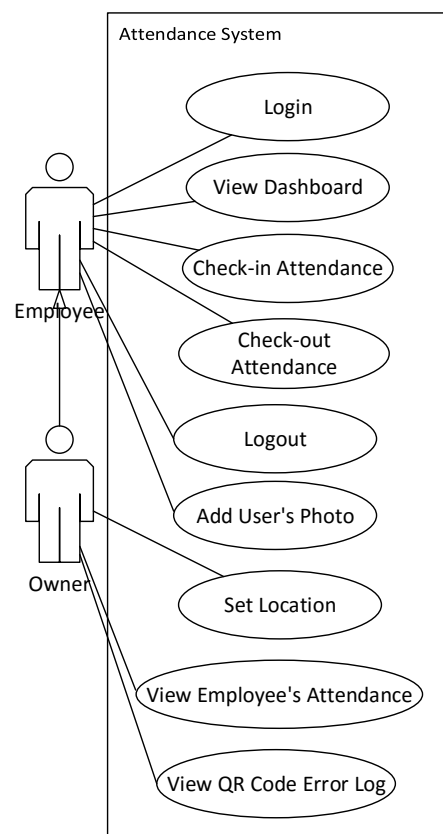 Attendance System
Login
View Dashboard
Check-in Attendance
Employee
Check-out
Attendance
Logout
Add User's Photo
Owner
Set Location
View Employee's Attendance
View QR Code Error Log